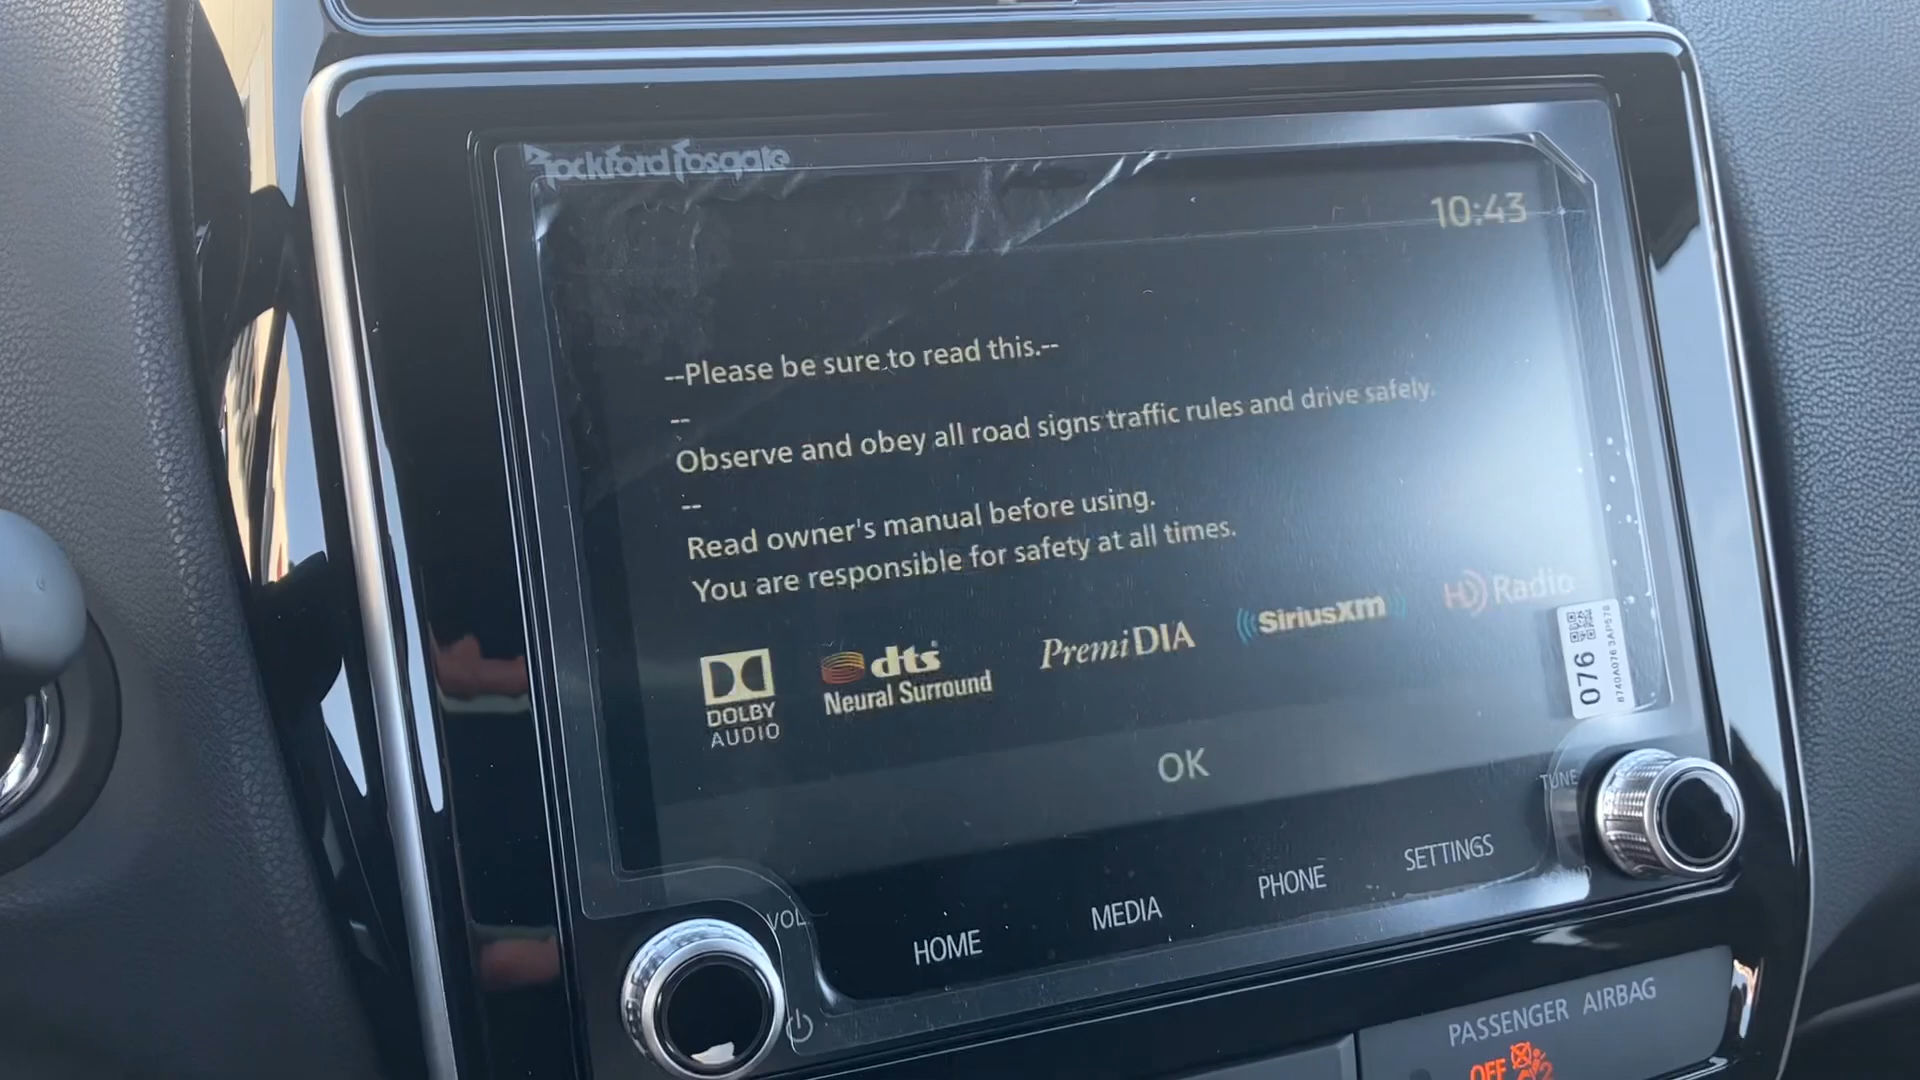 Rockford Fosgate
10:43
--Please be sure to read this.--
--
Observe and obey all road signs traffic rules and drive safely.
--
Read owner's manual before using.
You are responsible for safety at all times.
DOLBY
AUDIO
dts
Neural Surround
PremiDIA
SiriusXM
HD Radio
076
OK
TUNE
SOUND
VOL
HOME
MEDIA
PHONE
SETTINGS
PASSENGER AIRBAG
OFF